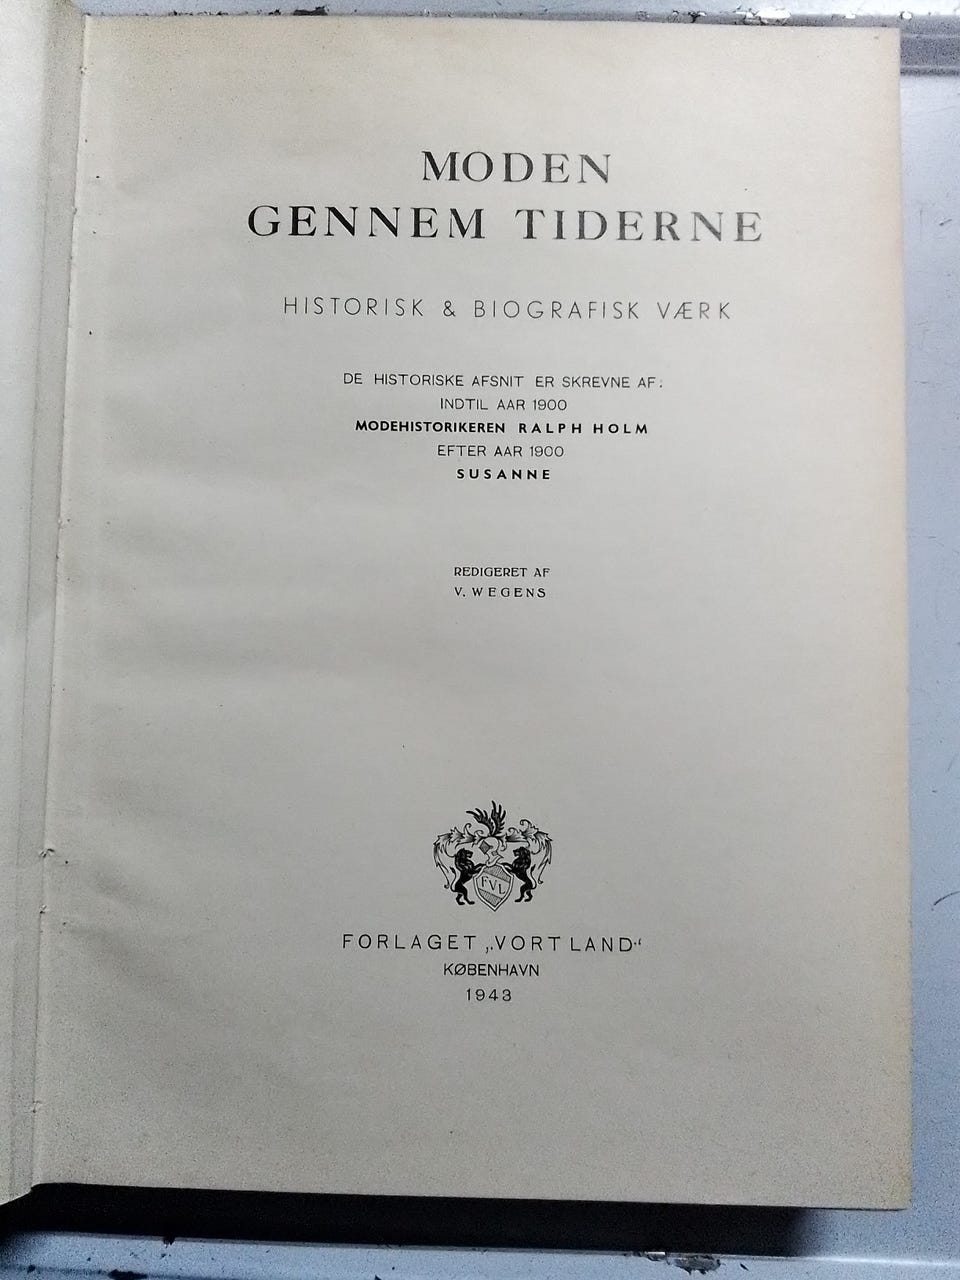 MODEN
GENNEM TIDERNE
HISTORISK & BIOGRAFISK VÆRK
DE HISTORISKE AFSNIT ER SKREVNE AF:
INDTIL AAR 1900
MODEHISTORIKEREN RALPH HOLM
EFTER AAR 1900
SUSANNE
REDIGERET AF
V. WEGENS
FVL
FORLAGET „VORT LAND“
KØBENHAVN
1943